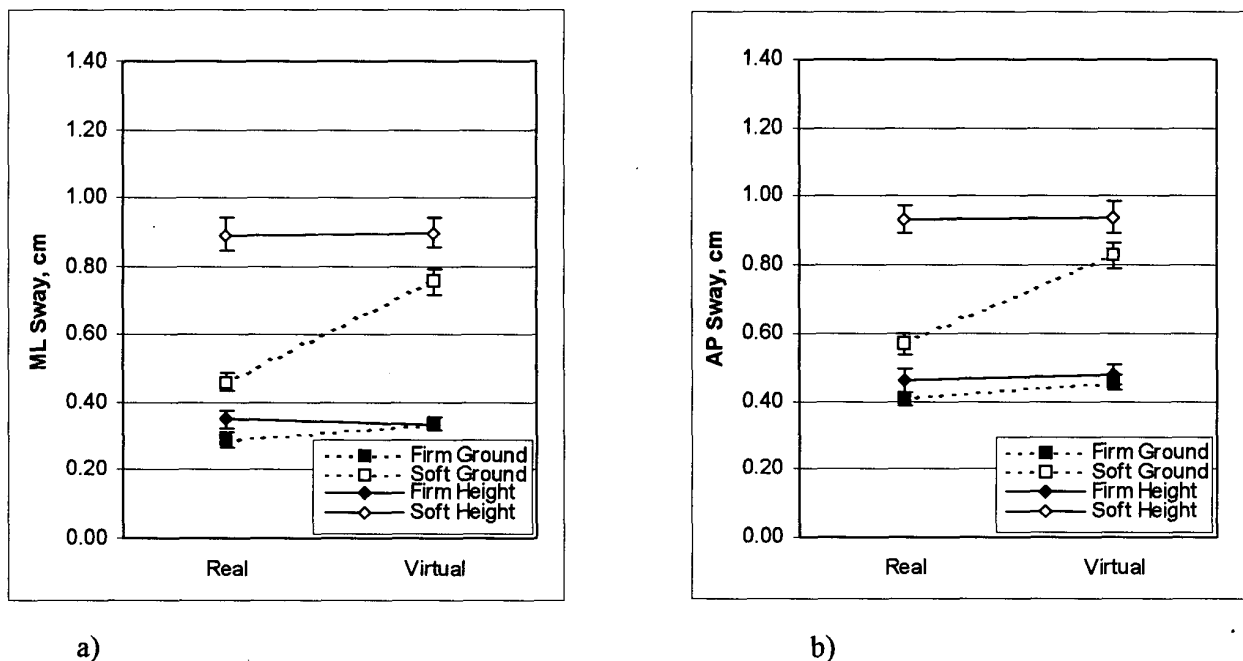 1.40
1.20
1.00
0.80
0.60
0.40
0.20
0.00
ML Sway, cm
Real
Virtual
Firm Ground
Soft Ground
Firm Height
Soft Height
a)
1.40
1.20
1.00
0.80
0.60
0.40
0.20
0.00
AP Sway, cm
Real
Virtual
Firm Ground
Soft Ground
Firm Height
Soft Height
b)